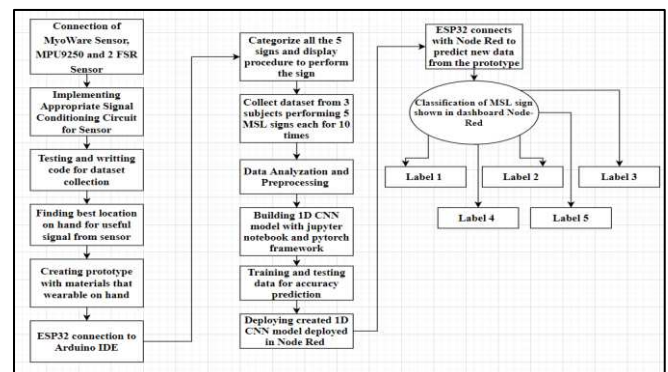 Connection of
MyoWare Sensor,
MPU9250 and 2 FSR
Sensor
Implementing
Appropriate Signal
Conditioning Circuit
for Sensor
Testing and writting
code for dataset
collection
Finding best location
on hand for useful
signal from sensor
Creating prototype
with materials that
wearable on hand
ESP32 connection to
Arduino IDE
Categorize all the 5
signs and display
procedure to perform
the sign
Collect dataset from 3
subjects performing 5
MSL signs each for 10
times
Data Analyzation and
Preprocessing
Building 1D CNN
model with jupyter
notebook and pytorch
framework
Training and testing
data for accuracy
prediction
Deploying created 1D
CNN model deployed
in Node Red
ESP32 connects
with Node Red to
predict new data
from the prototype
Classification of MSL sign
shown in dashboard Node-
Red
Label 1
Label 2
Label 3
Label 4
Label 5